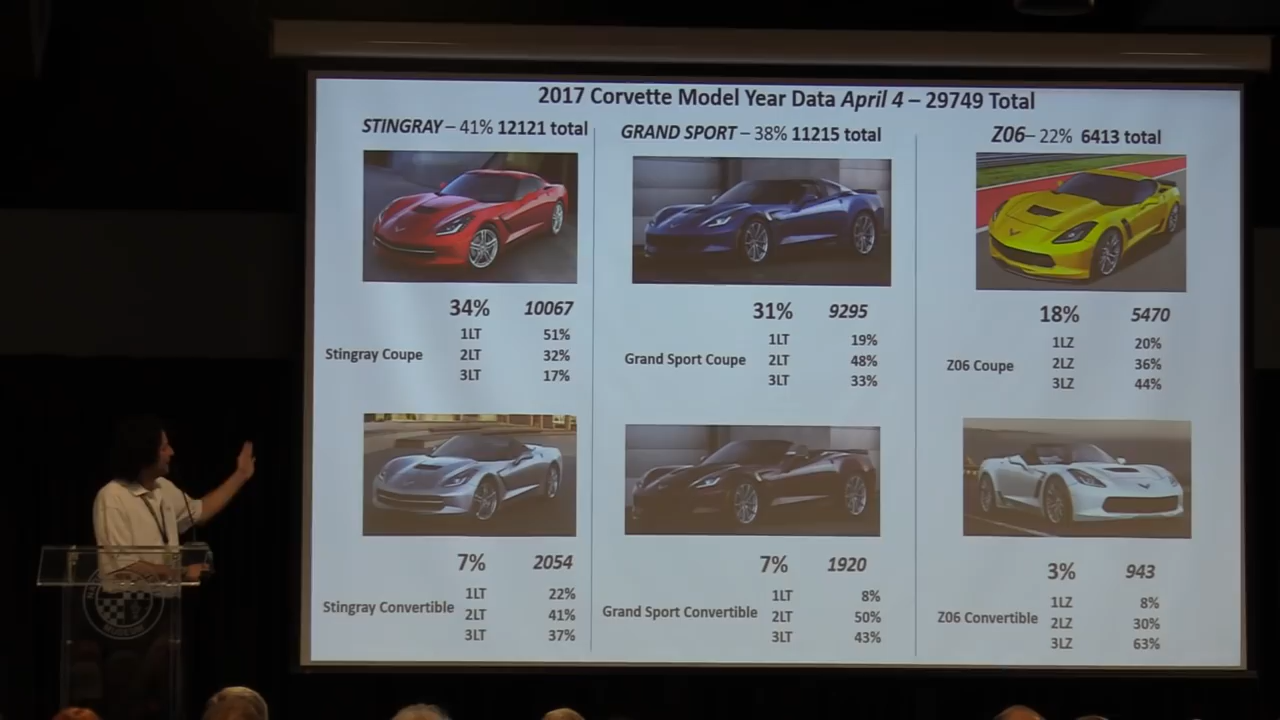 2017 Corvette Model Year Data April 4 – 29749 Total
STINGRAY – 41% 12121 total
34% 10067
Stingray Coupe
1LT 51%
2LT 32%
3LT 17%
7% 2054
Stingray Convertible
1LT 22%
2LT 41%
3LT 37%
GRAND SPORT – 38% 11215 total
31% 9295
Grand Sport Coupe
1LT 19%
2LT 48%
3LT 33%
7% 1920
Grand Sport Convertible
1LT 8%
2LT 50%
3LT 43%
Z06– 22% 6413 total
18% 5470
Z06 Coupe
1LZ 20%
2LZ 36%
3LZ 44%
3% 943
Z06 Convertible
1LZ 8%
2LZ 30%
3LZ 63%